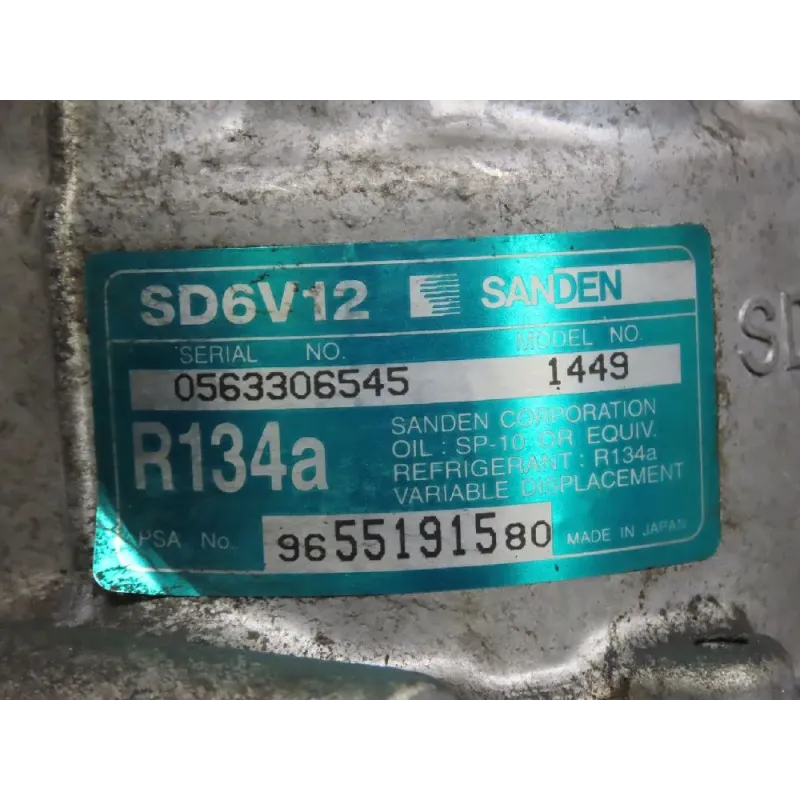 SD6V12 SANDEN
SERIAL NO. MODEL NO.
0563306545 1449
R134a
SANDEN CORPORATION
OIL : SP-10 OR EQUIV.
REFRIGERANT : R134a
VARIABLE DISPLACEMENT
PSA No. 9655191580 MADE IN JAPAN
SD